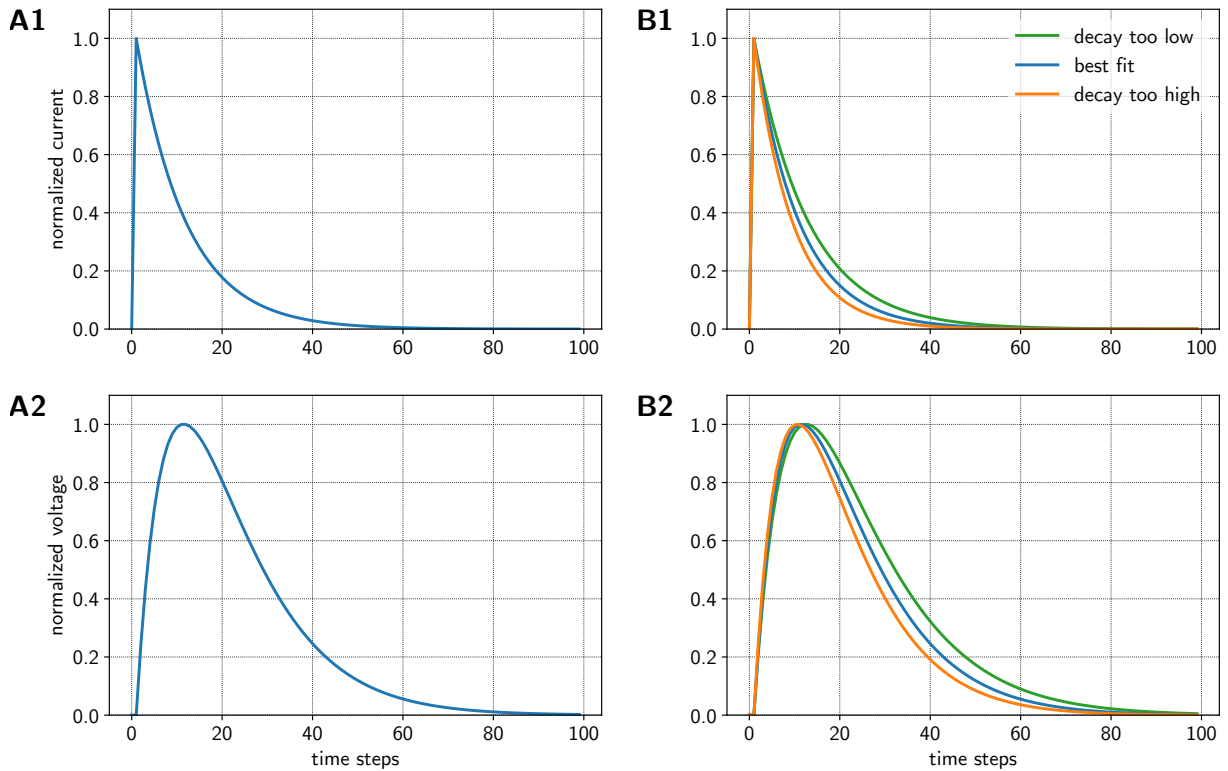 A1
1.0
0.8
0.6
0.4
0.2
0.0
normalized current
0 20 40 60 80 100
B1
1.0
0.8
0.6
0.4
0.2
0.0
decay too low
best fit
decay too high
0 20 40 60 80 100
A2
1.0
0.8
0.6
0.4
0.2
0.0
normalized voltage
0 20 40 60 80 100
time steps
B2
1.0
0.8
0.6
0.4
0.2
0.0
0 20 40 60 80 100
time steps